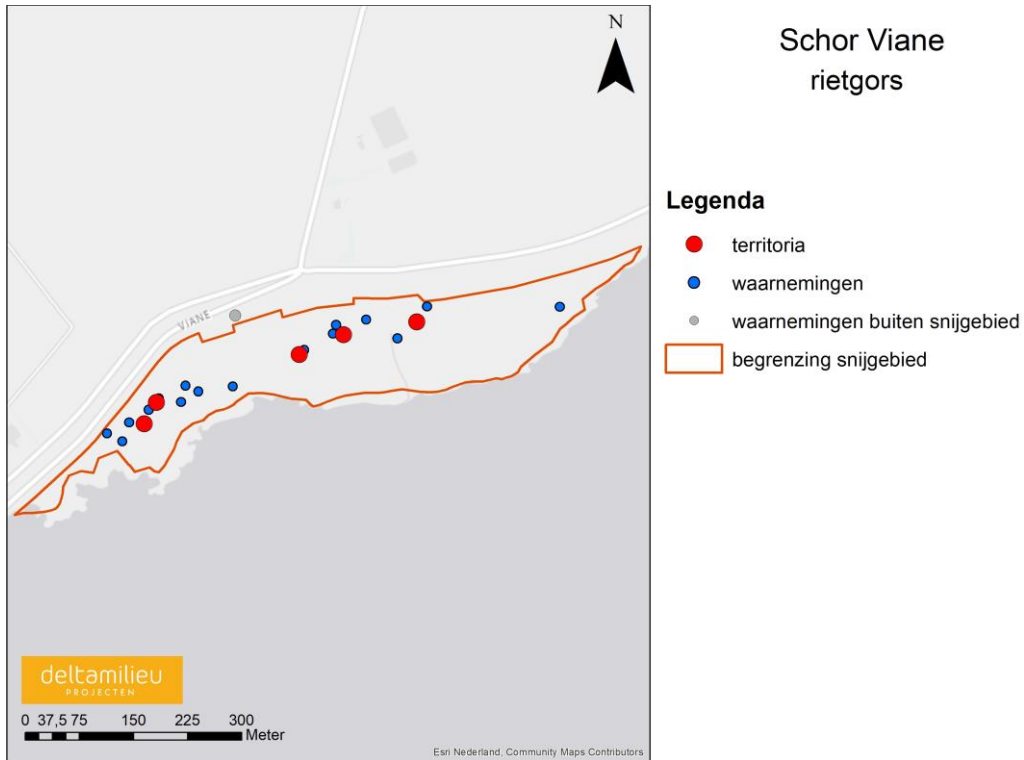 Schor Viane
rietgors
N
Legenda
territoria
waarnemingen
waarnemingen buiten snijgebied
begrenzing snijgebied
VIANE
deltamilieu
PROJECTEN
0 37,5 75 150 225 300
Meter
Esri Nederland, Community Maps Contributors